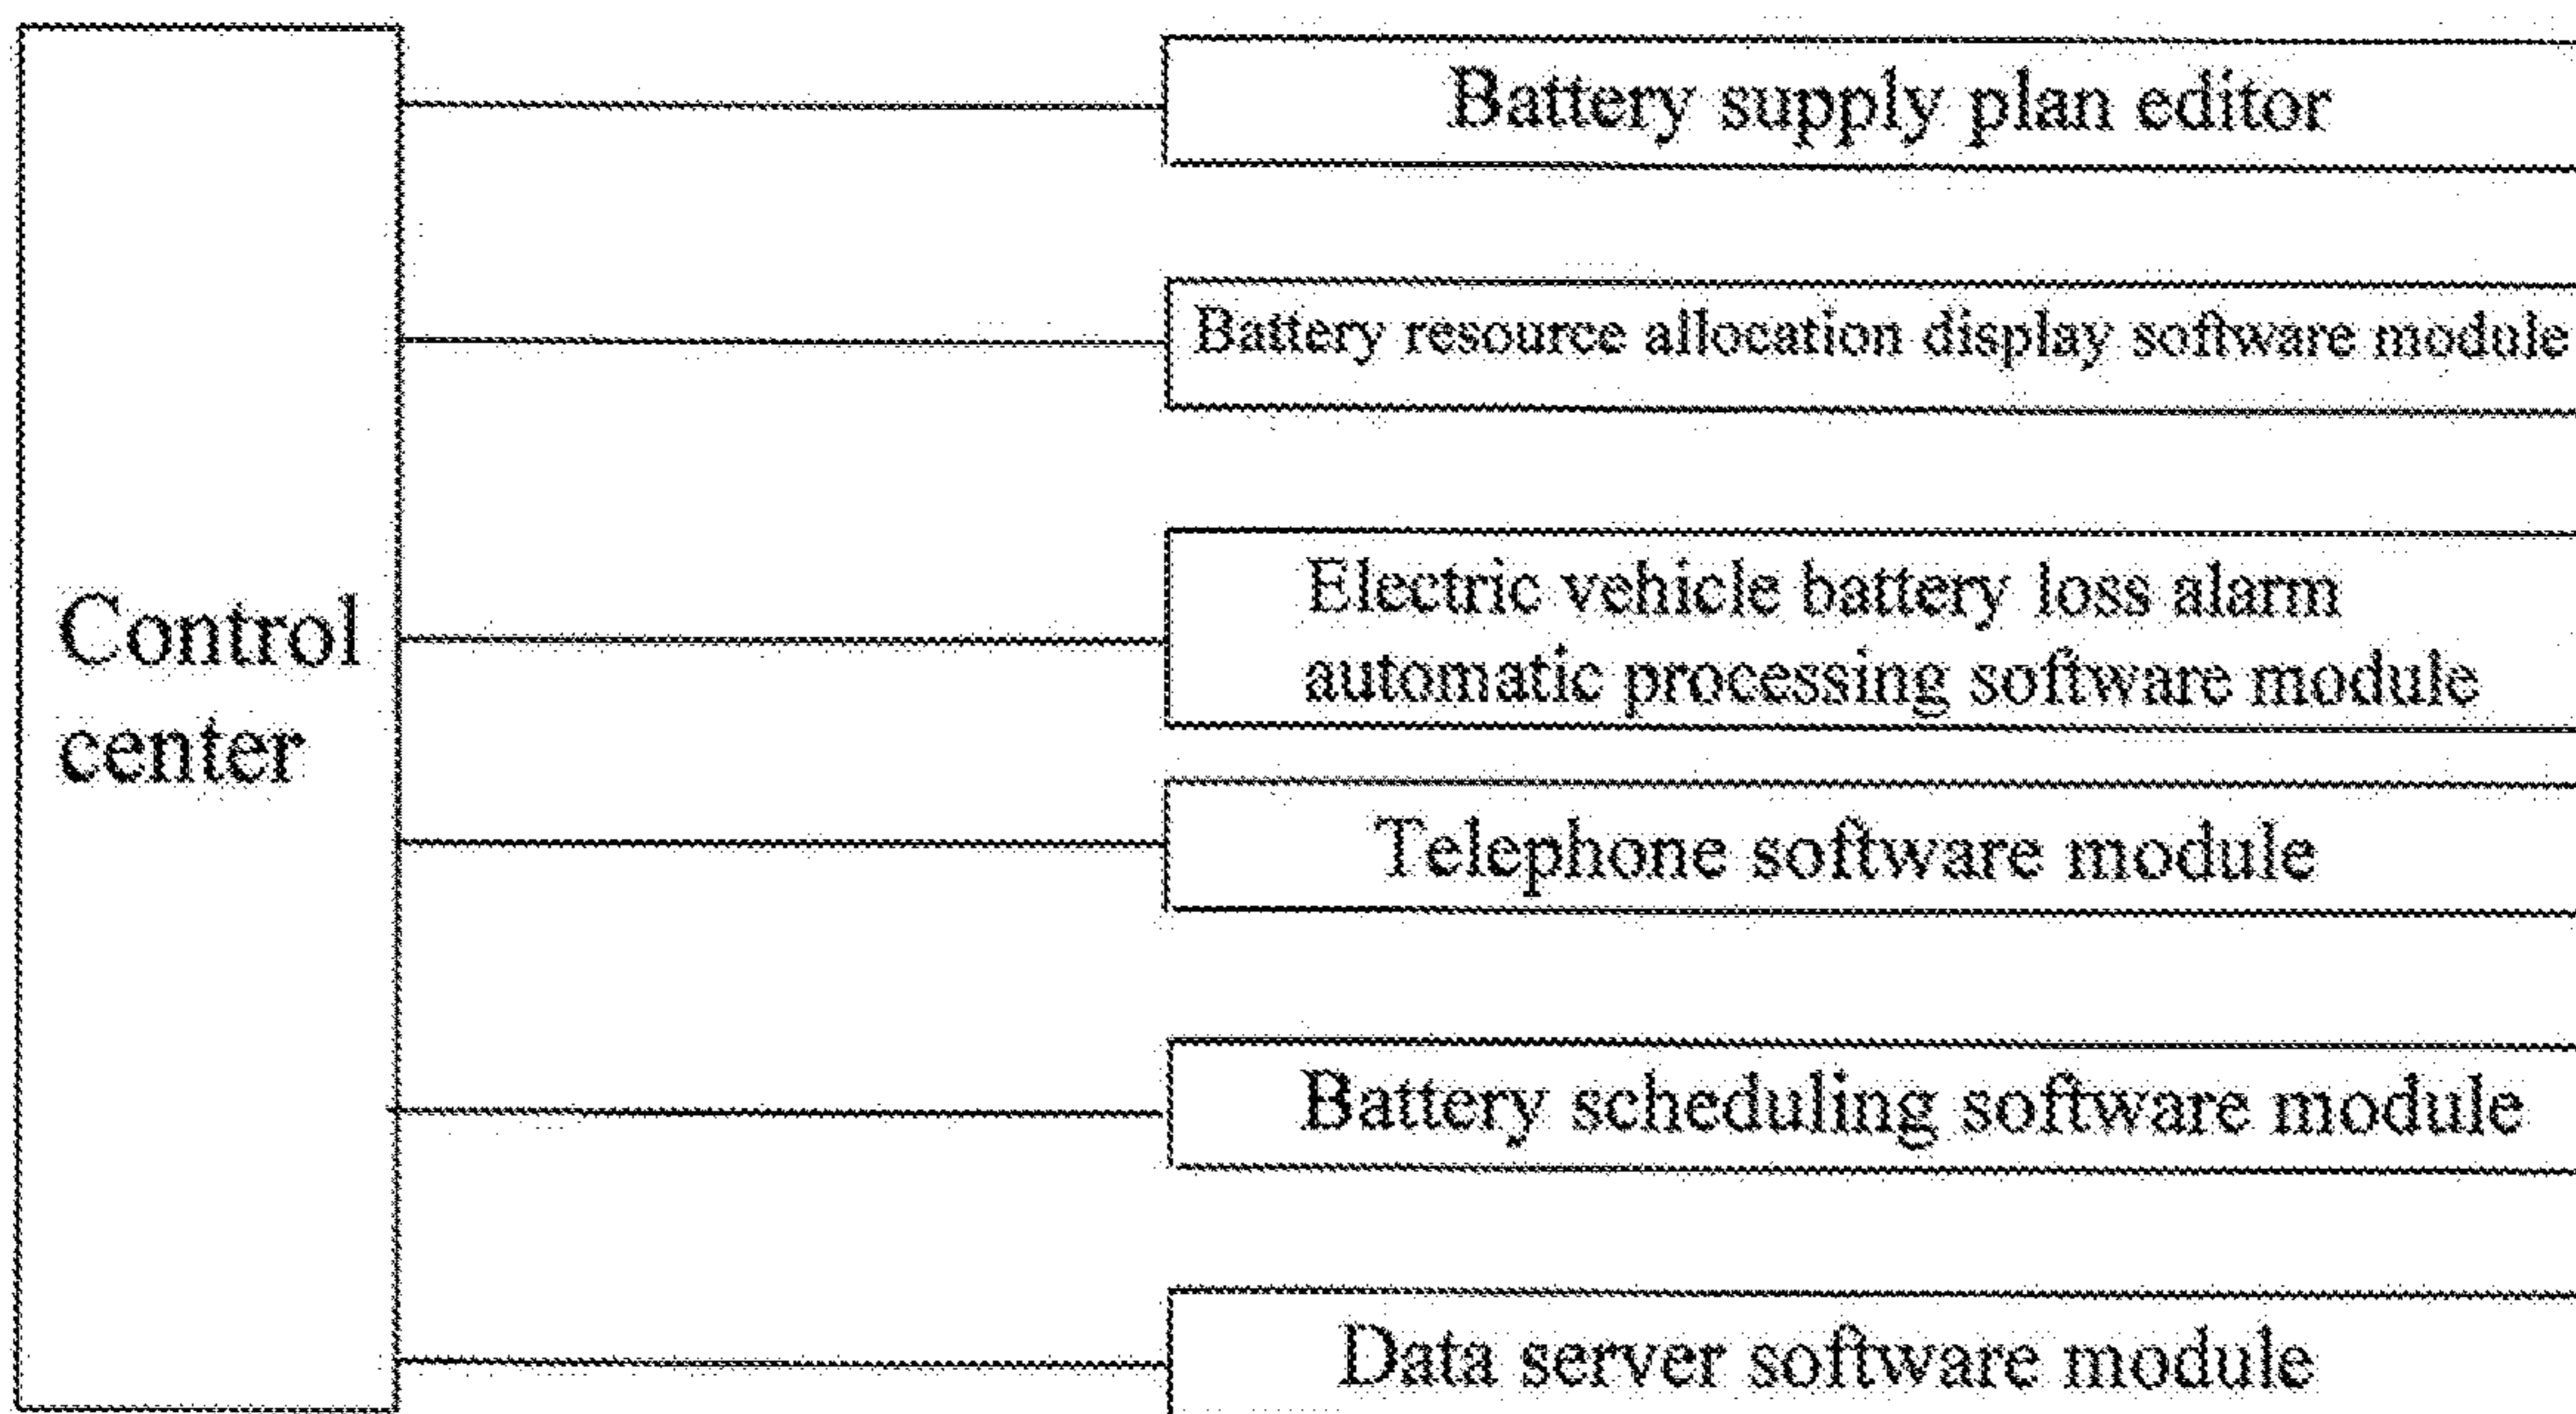 Battery supply plan editor
Battery resource allocation display software module
Electric vehicle battery loss alarm
automatic processing software module
Control
center
Telephone software module
Battery scheduling software module
Data server software module